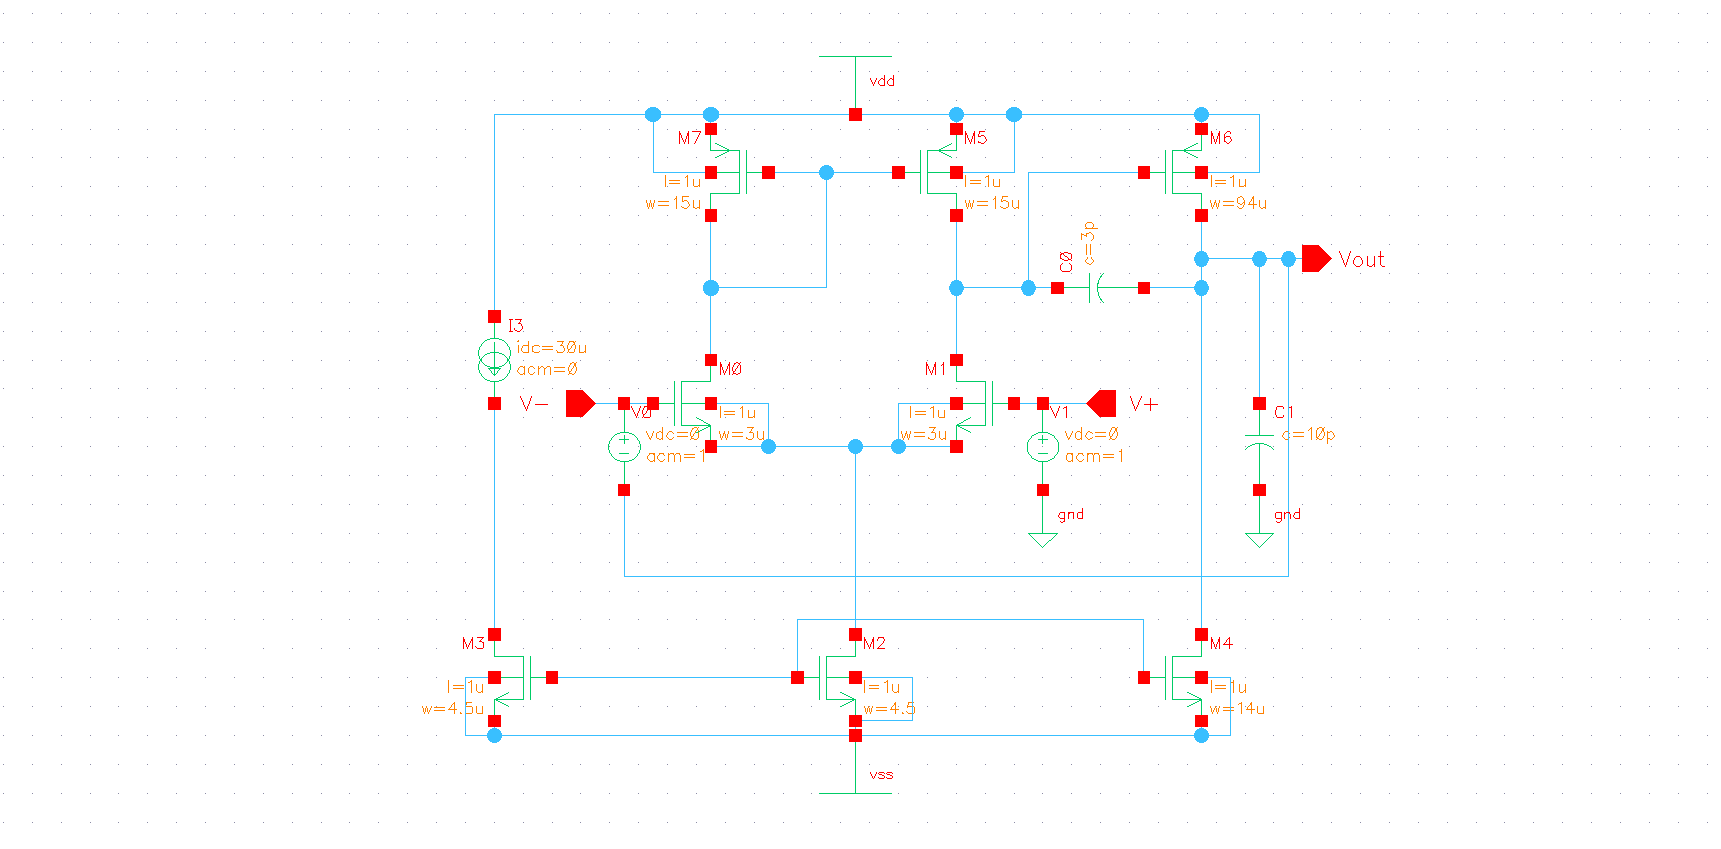 vdd
M7
l=1u
w=15u
M5
l=1u
w=15u
M6
l=1u
w=94u
C0
c=3p
Vout
I3
idc=30u
acm=0
V-
V0
vdc=0
acm=1
M0
l=1u
w=3u
M1
l=1u
w=3u
V1
vdc=0
acm=1
V+
gnd
C1
c=10p
gnd
M3
l=1u
w=4.5u
M2
l=1u
w=4.5
M4
l=1u
w=14u
vss